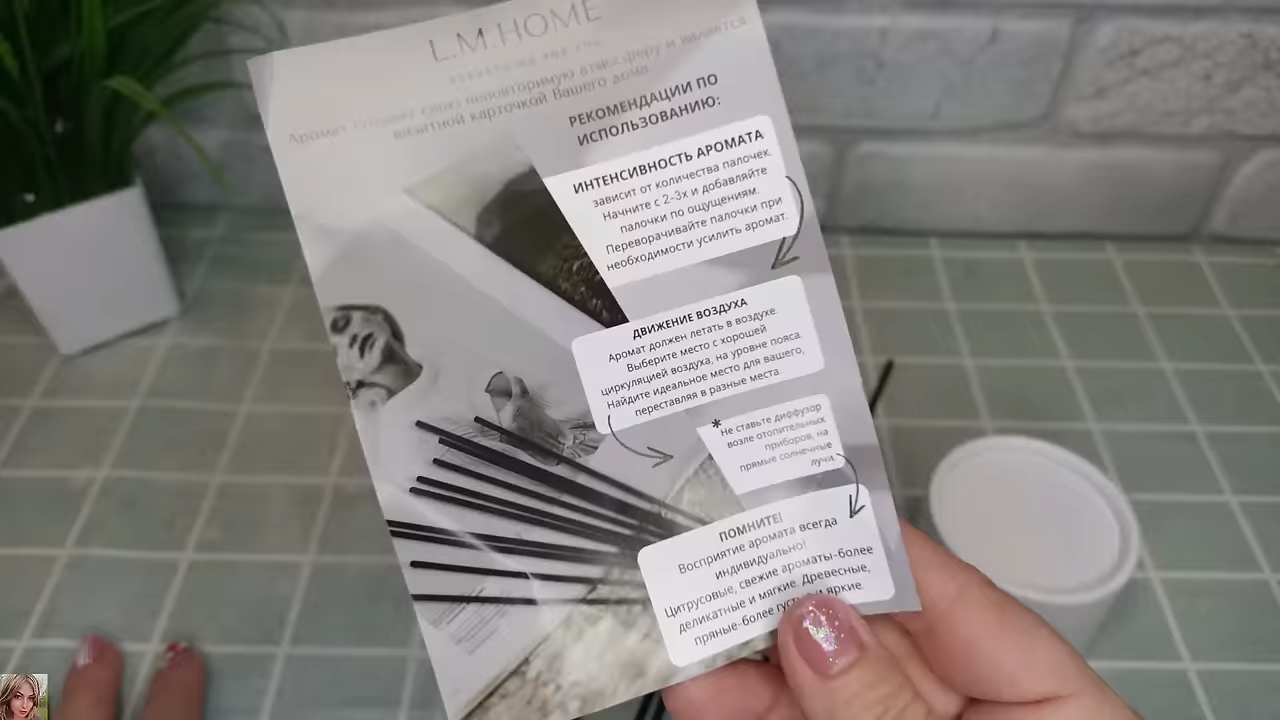 L.M.HOME
Аромат создает свою неповторимую атмосферу и является
визитной карточкой Вашего дома.
РЕКОМЕНДАЦИИ ПО
ИСПОЛЬЗОВАНИЮ:
ИНТЕНСИВНОСТЬ АРОМАТА
зависит от количества палочек.
Начните с 2-3х и добавляйте
палочки по ощущениям.
Переворачивайте палочки при
необходимости усилить аромат.
ДВИЖЕНИЕ ВОЗДУХА
Аромат должен летать в воздухе.
Выберите место с хорошей
циркуляцией воздуха, на уровне пояса.
Найдите идеальное место для вашего,
переставляя в разные места.
*Не ставьте диффузор
возле отопительных
приборов, на
прямые солнечные
лучи.
ПОМНИТЕ!
Восприятие аромата всегда
индивидуально!
Цитрусовые, свежие ароматы-более
деликатные и мягкие. Древесные,
пряные-более и яркие.